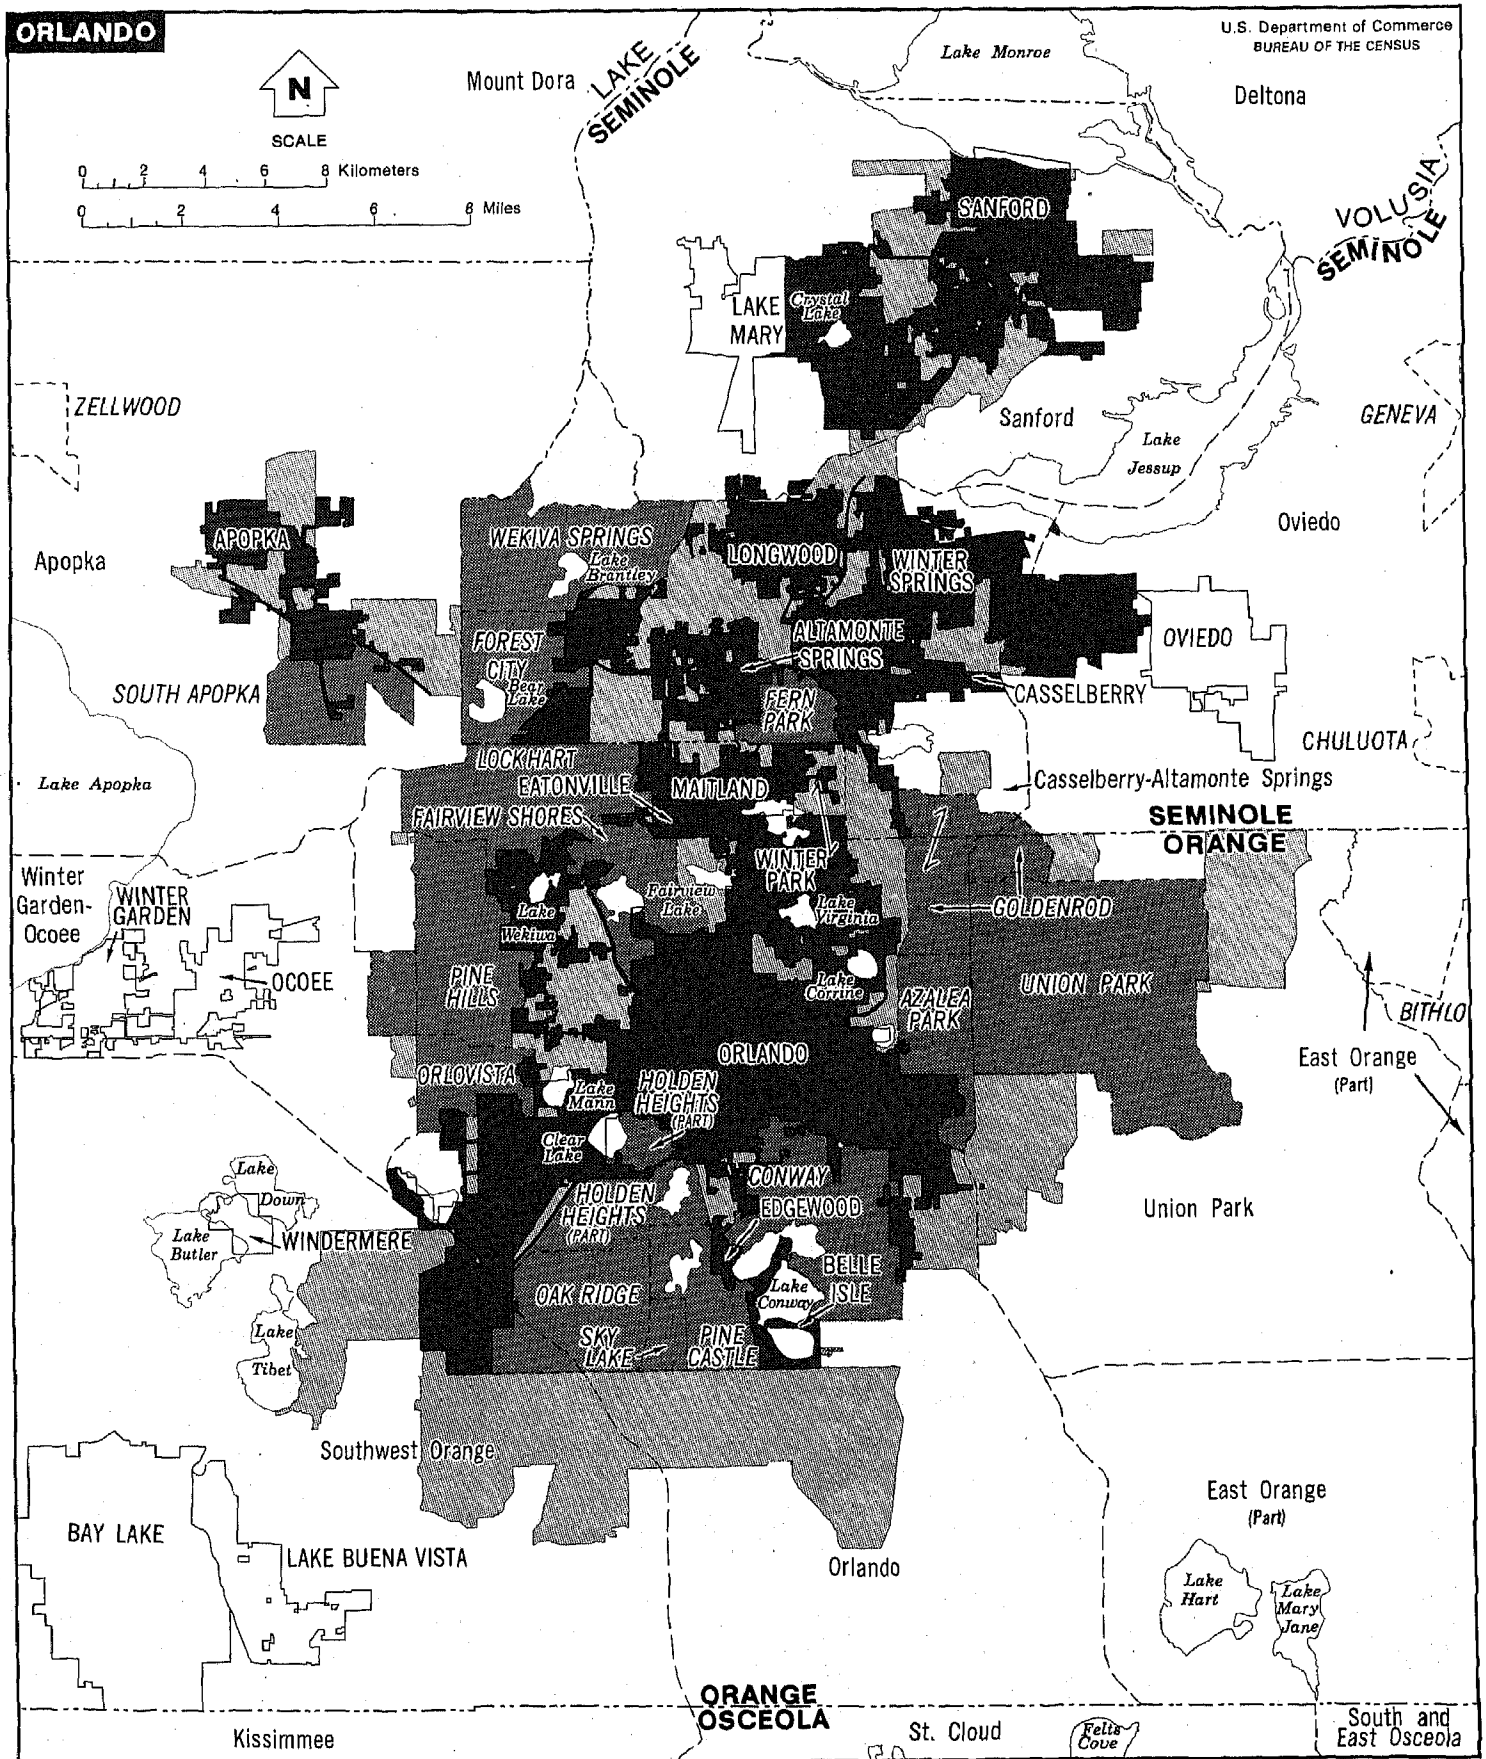 ORLANDO
U.S. Department of Commerce
BUREAU OF THE CENSUS
N
SCALE
0 2 4 6 8 Kilometers
0 2 4 6 8 Miles
Mount Dora
LAKE
SEMINOLE
Lake Monroe
Deltona
VOLUSIA
SEMINOLE
SANFORD
LAKE
MARY
Crystal
Lake
ZELLWOOD
Sanford
GENEVA
Lake
Jessup
Apopka
APOPKA
WEKIVA SPRINGS
Lake
Brantley
LONGWOOD
WINTER
SPRINGS
Oviedo
FOREST
CITY
Bear
Lake
ALTAMONTE
SPRINGS
OVIEDO
SOUTH APOPKA
FERN
PARK
CASSELBERRY
CHULUOTA
Lake Apopka
LOCKHART
EATONVILLE
MAITLAND
Casselberry-Altamonte Springs
FAIRVIEW SHORES
SEMINOLE
ORANGE
Winter
Garden-
Ocoee
WINTER
GARDEN
OCOEE
WINTER
PARK
Lake
Wekiwa
Fairview
Lake
Lake
Virginia
GOLDENROD
PINE
HILLS
Lake
Corrine
AZALEA
PARK
UNION PARK
BITHLO
ORLANDO
East Orange
(Part)
ORLOVISTA
Lake
Mann
HOLDEN
HEIGHTS
(PART)
Clear
Lake
CONWAY
Lake
Down
Lake
Butler
WINDERMERE
HOLDEN
HEIGHTS
(PART)
EDGEWOOD
Union Park
BELLE
ISLE
OAK RIDGE
Lake
Conway
Lake
Tibet
SKY
LAKE
PINE
CASTLE
Southwest Orange
BAY LAKE
LAKE BUENA VISTA
Orlando
East Orange
(Part)
Lake
Hart
Lake
Mary
Jane
ORANGE
OSCEOLA
Kissimmee
St. Cloud
Felts
Cove
South and
East Osceola